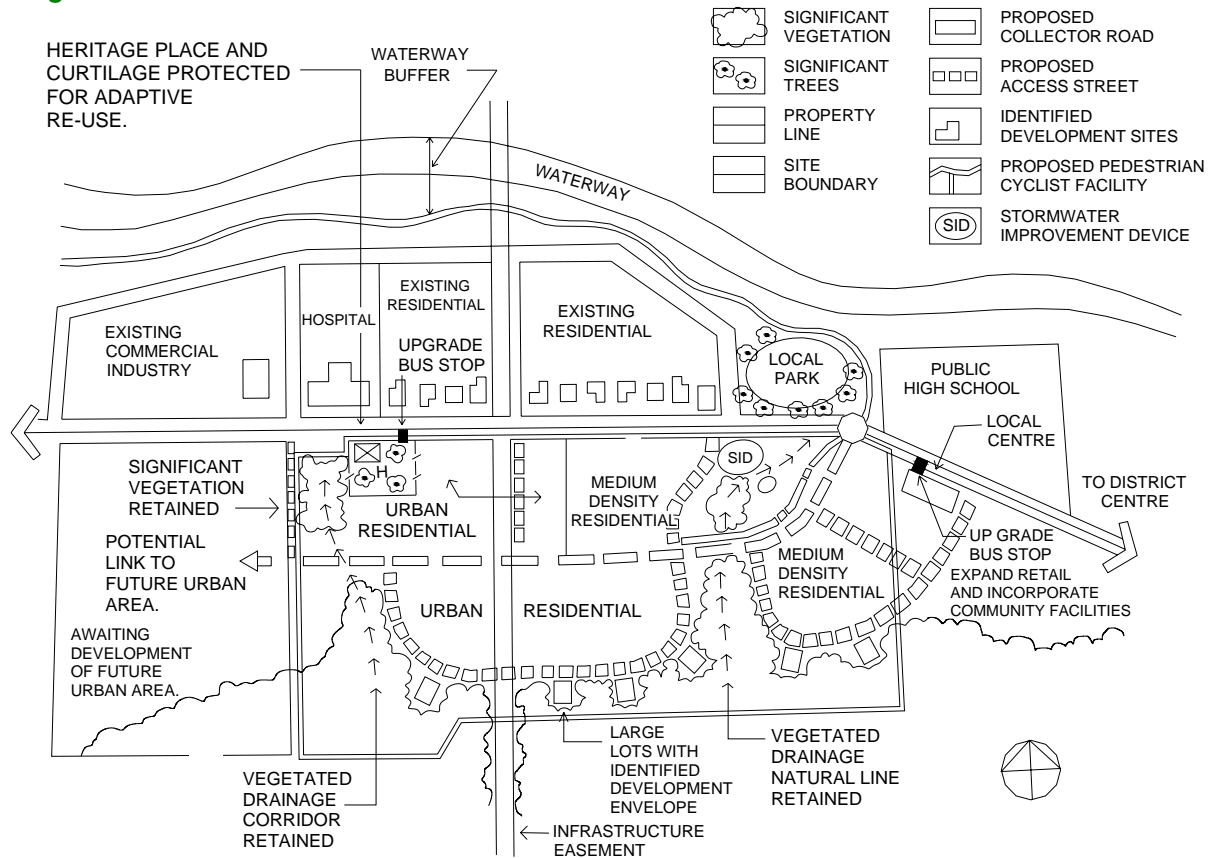 HERITAGE PLACE AND
CURTILAGE PROTECTED
FOR ADAPTIVE
RE-USE.
WATERWAY
BUFFER
SIGNIFICANT
VEGETATION
SIGNIFICANT
TREES
PROPERTY
LINE
SITE
BOUNDARY
PROPOSED
COLLECTOR ROAD
PROPOSED
ACCESS STREET
IDENTIFIED
DEVELOPMENT SITES
PROPOSED PEDESTRIAN
CYCLIST FACILITY
SID
STORMWATER
IMPROVEMENT DEVICE
WATERWAY
EXISTING
COMMERCIAL
INDUSTRY
HOSPITAL
EXISTING
RESIDENTIAL
UPGRADE
BUS STOP
EXISTING
RESIDENTIAL
LOCAL
PARK
PUBLIC
HIGH SCHOOL
LOCAL
CENTRE
TO DISTRICT
CENTRE
SIGNIFICANT
VEGETATION
RETAINED
H
URBAN
RESIDENTIAL
MEDIUM
DENSITY
RESIDENTIAL
SID
POTENTIAL
LINK TO
FUTURE URBAN
AREA.
MEDIUM
DENSITY
RESIDENTIAL
UP GRADE
BUS STOP
EXPAND RETAIL
AND INCORPORATE
COMMUNITY FACILITIES
URBAN RESIDENTIAL
AWAITING
DEVELOPMENT
OF FUTURE
URBAN AREA.
VEGETATED
DRAINAGE
CORRIDOR
RETAINED
LARGE
LOTS WITH
IDENTIFIED
DEVELOPMENT
ENVELOPE
VEGETATED
DRAINAGE
NATURAL LINE
RETAINED
INFRASTRUCTURE
EASEMENT